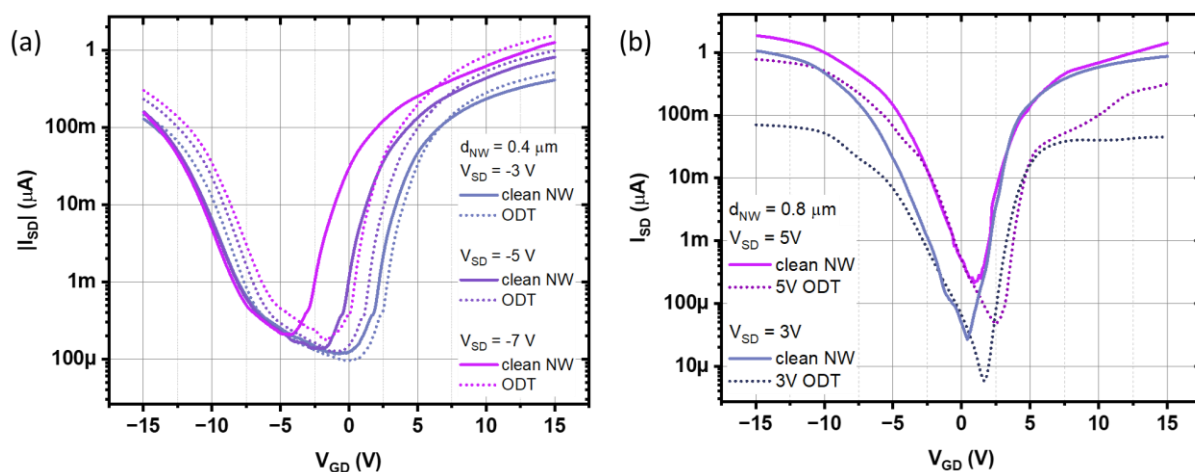 (a)
|I_SD| (μA)
1
100m
10m
1m
100μ
d_NW = 0.4 μm
V_SD = -3 V
clean NW
ODT
V_SD = -5 V
clean NW
ODT
V_SD = -7 V
clean NW
ODT
−15 −10 −5 0 5 10 15
V_GD (V)
(b)
I_SD (μA)
1
100m
10m
1m
100μ
10μ
d_NW = 0.8 μm
V_SD = 5V
clean NW
5V ODT
V_SD = 3V
clean NW
3V ODT
−15 −10 −5 0 5 10 15
V_GD (V)